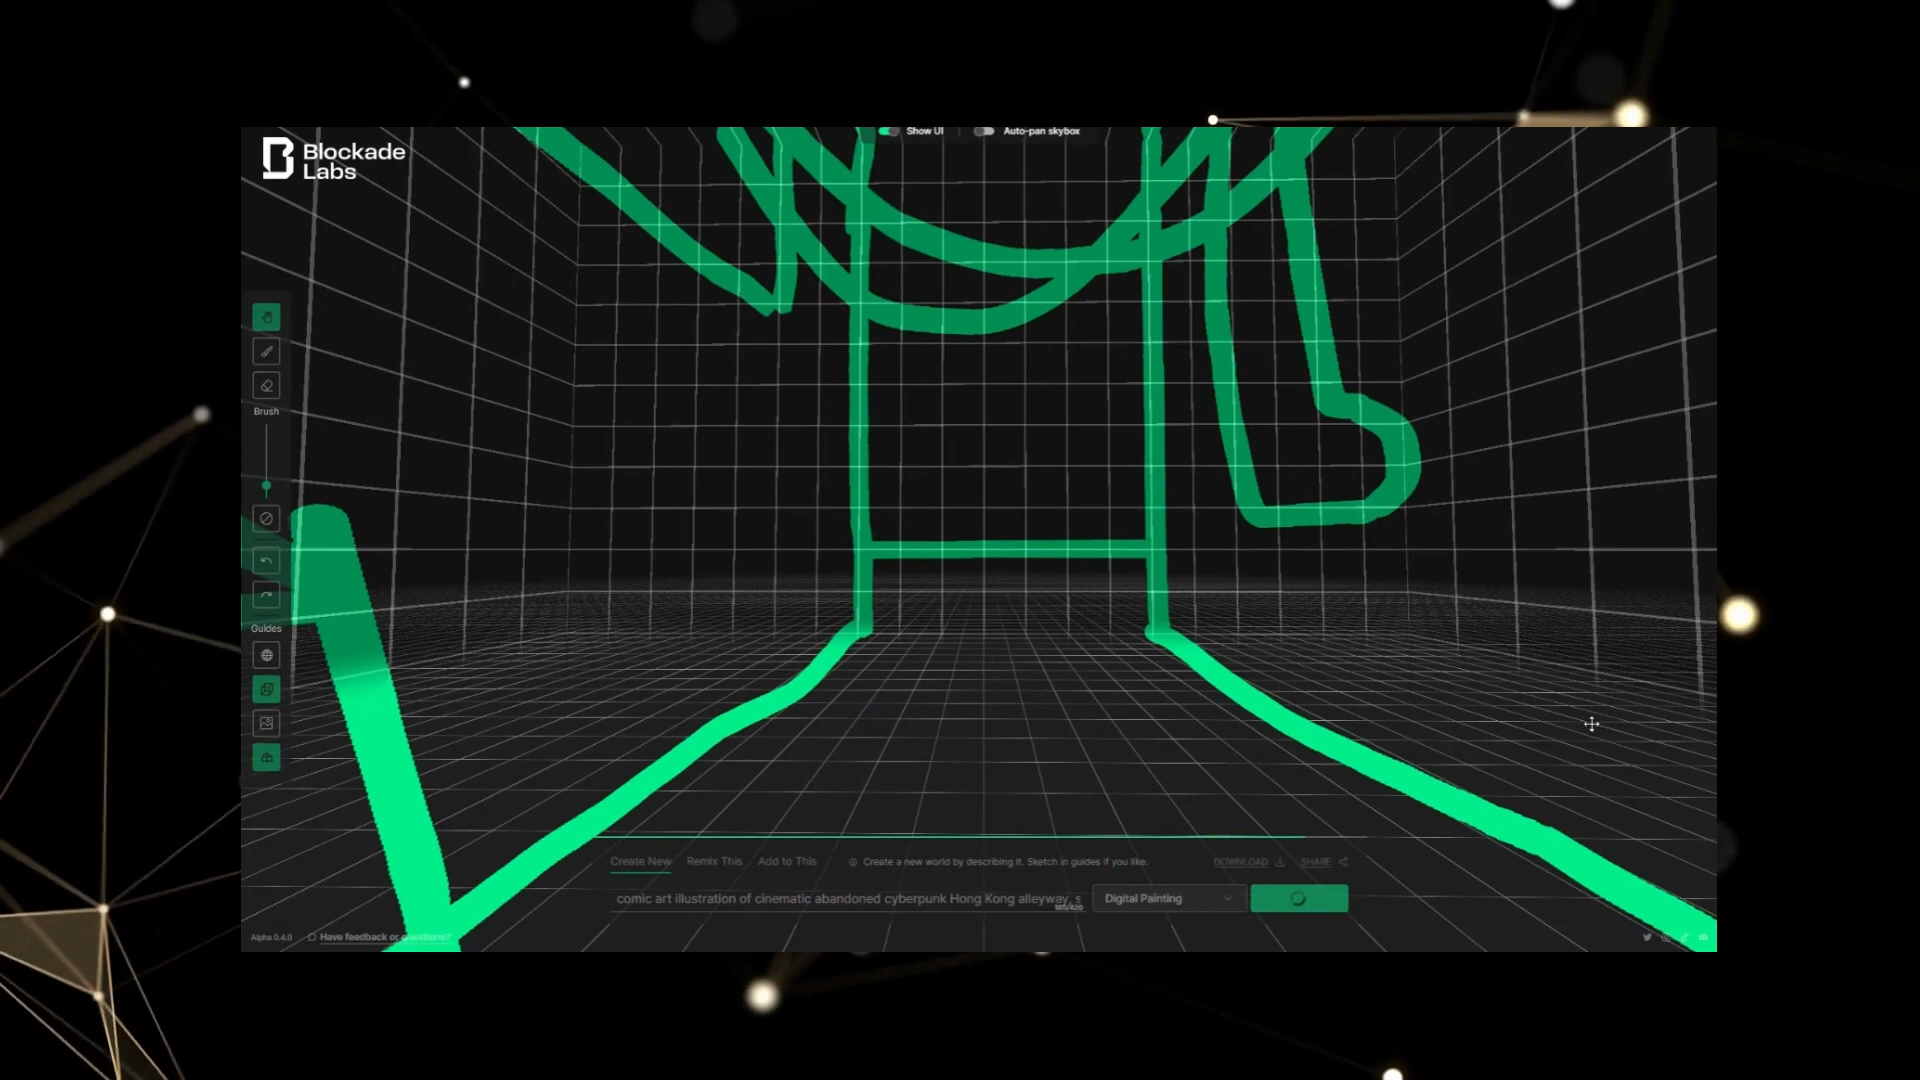 Show UI
Auto-pan skybox
Blockade
Labs
Brush
Guides
Create New
Remix This
Add to This
Create a new world by describing it. Sketch in guides if you like.
DOWNLOAD
SHARE
comic art illustration of cinematic abandoned cyberpunk Hong Kong alleyway, s
Digital Painting
Alpha 0.4.0
Have feedback or questions?